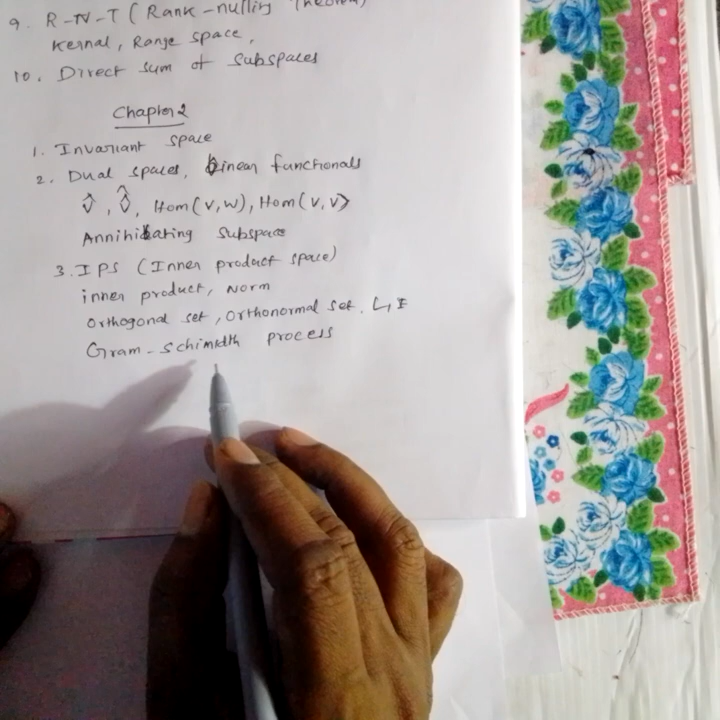 9. R-N-T (Rank-nullity Theorem)
Kernal, Range space,
10. Direct sum of subspaces
Chapter 2
1. Invariant space
2. Dual spaces, Linear functionals
V̂, V̂̂, Hom(V,W), Hom(V,V)
Annihilating subspace
3. IPS (Inner product space)
inner product, norm
orthogonal set, orthonormal set. L,I
Gram-Schimidth process